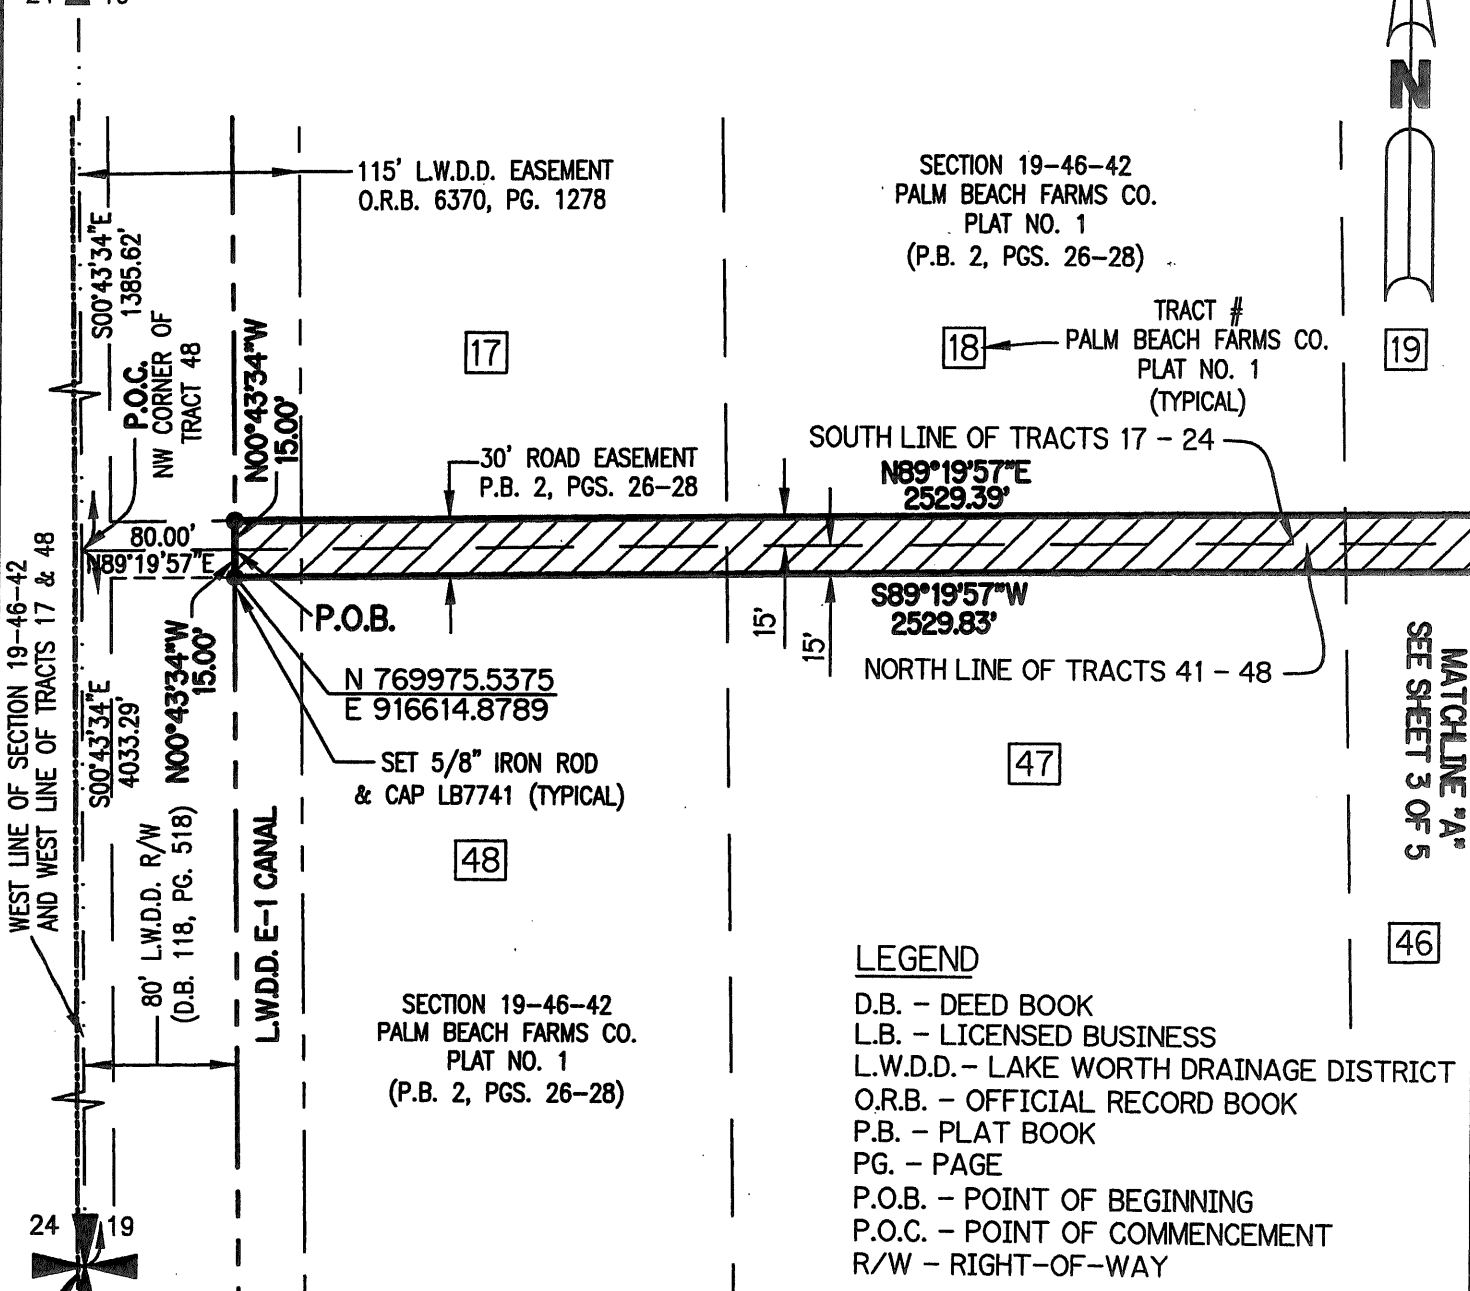 N
115' L.W.D.D. EASEMENT
O.R.B. 6370, PG. 1278
SECTION 19-46-42
PALM BEACH FARMS CO.
PLAT NO. 1
(P.B. 2, PGS. 26-28)
S00°43'34"E
1385.62'
P.O.C.
NW CORNER OF
TRACT 48
N00°43'34"W
15.00'
17
18
TRACT #
PALM BEACH FARMS CO.
PLAT NO. 1
(TYPICAL)
19
SOUTH LINE OF TRACTS 17 - 24
30' ROAD EASEMENT
P.B. 2, PGS. 26-28
N89°19'57"E
2529.39'
80.00'
N89°19'57"E
P.O.B.
S89°19'57"W
2529.83'
15'
15'
NORTH LINE OF TRACTS 41 - 48
WEST LINE OF SECTION 19-46-42
AND WEST LINE OF TRACTS 17 & 48
S00°43'34"E
4033.29'
N00°43'34"W
15.00'
N 769975.5375
E 916614.8789
SET 5/8" IRON ROD
& CAP LB7741 (TYPICAL)
MATCHLINE "A"
SEE SHEET 3 OF 5
47
48
46
80' L.W.D.D. R/W
(D.B. 118, PG. 518)
L.W.D.D. E-1 CANAL
SECTION 19-46-42
PALM BEACH FARMS CO.
PLAT NO. 1
(P.B. 2, PGS. 26-28)
LEGEND
D.B. - DEED BOOK
L.B. - LICENSED BUSINESS
L.W.D.D. - LAKE WORTH DRAINAGE DISTRICT
O.R.B. - OFFICIAL RECORD BOOK
P.B. - PLAT BOOK
PG. - PAGE
P.O.B. - POINT OF BEGINNING
P.O.C. - POINT OF COMMENCEMENT
R/W - RIGHT-OF-WAY
24 19